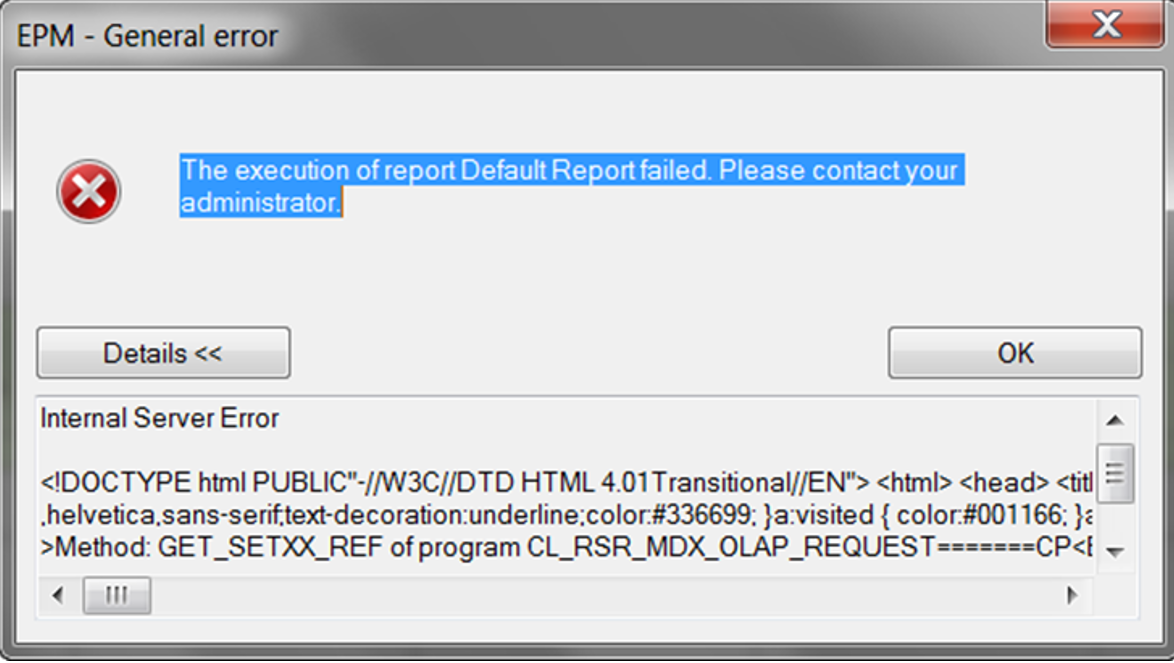 EPM - General error
The execution of report Default Report failed. Please contact your
administrator.
Details <<
OK
Internal Server Error
<!DOCTYPE html PUBLIC"-//W3C//DTD HTML 4.01Transitional//EN"> <html> <head> <titl
,helvetica,sans-serif;text-decoration:underline;color:#336699; }a:visited { color:#001166; }a
>Method: GET_SETXX_REF of program CL_RSR_MDX_OLAP_REQUEST=======CP<E